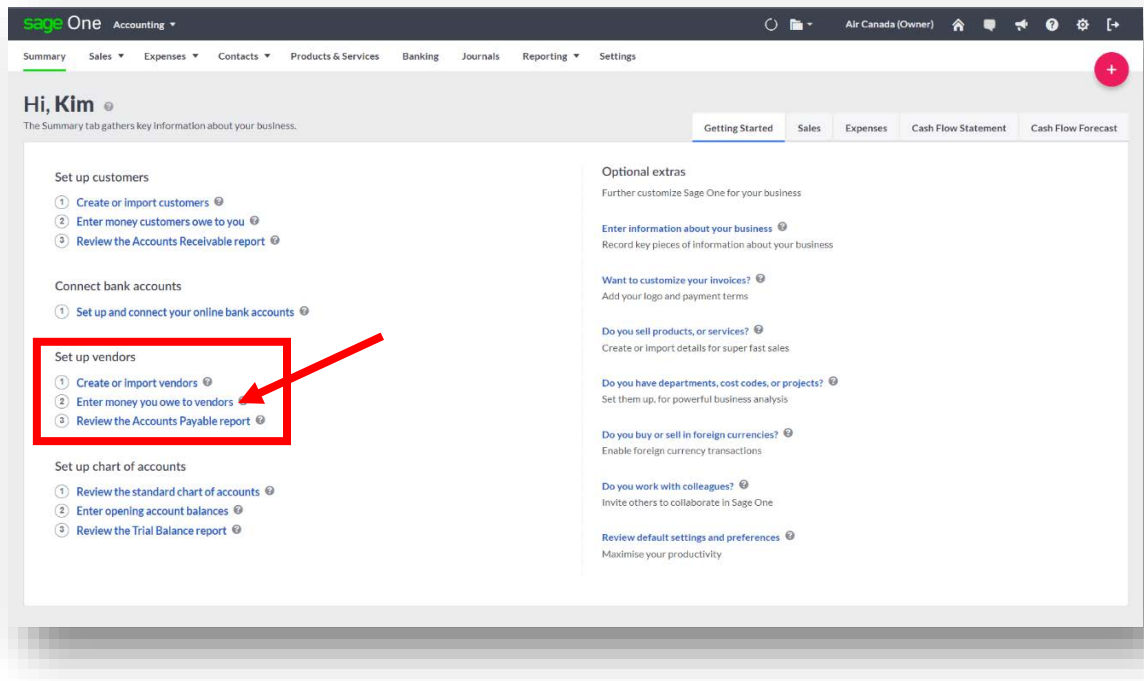 sage One Accounting Air Canada (Owner)
Summary Sales Expenses Contacts Products & Services Banking Journals Reporting Settings
+
Hi, Kim
The Summary tab gathers key information about your business.
Getting Started Sales Expenses Cash Flow Statement Cash Flow Forecast
Set up customers
1 Create or import customers
2 Enter money customers owe to you
3 Review the Accounts Receivable report
Connect bank accounts
1 Set up and connect your online bank accounts
Set up vendors
1 Create or import vendors
2 Enter money you owe to vendors
3 Review the Accounts Payable report
Set up chart of accounts
1 Review the standard chart of accounts
2 Enter opening account balances
3 Review the Trial Balance report
Optional extras
Further customize Sage One for your business
Enter information about your business
Record key pieces of information about your business
Want to customize your invoices?
Add your logo and payment terms
Do you sell products, or services?
Create or import details for super fast sales
Do you have departments, cost codes, or projects?
Set them up, for powerful business analysis
Do you buy or sell in foreign currencies?
Enable foreign currency transactions
Do you work with colleagues?
Invite others to collaborate in Sage One
Review default settings and preferences
Maximise your productivity